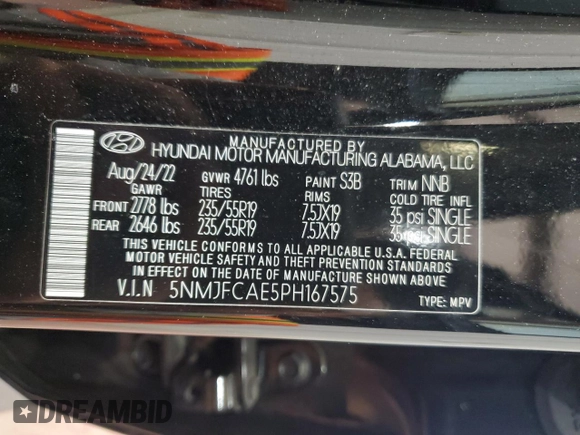 MANUFACTURED BY
HYUNDAI MOTOR MANUFACTURING ALABAMA, LLC
Aug/24/22 GVWR 4761 lbs PAINT S3B TRIM NNB
GAWR TIRES RIMS COLD TIRE INFL
FRONT 2778 lbs 235/55R19 7.5JX19 35 psi SINGLE
REAR 2646 lbs 235/55R19 7.5JX19 35 psi SINGLE
THIS VEHICLE CONFORMS TO ALL APPLICABLE U.S.A. FEDERAL
MOTOR VEHICLE SAFETY, BUMPER, AND THEFT PREVENTION STANDARDS
IN EFFECT ON THE DATE OF MANUFACTURE SHOWN ABOVE.
V.I.N 5NMJFCAE5PH167575 TYPE: MPV
DREAMBID